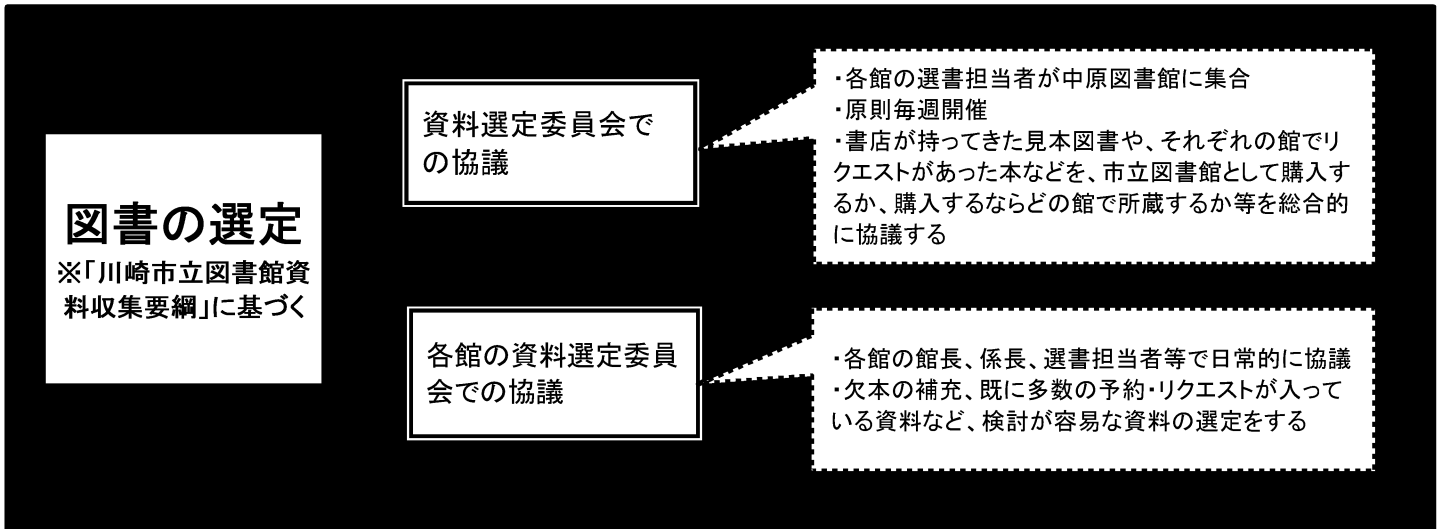 図書の選定
※「川崎市立図書館資
料収集要綱」に基づく
資料選定委員会で
の協議
・各館の選書担当者が中原図書館に集合
・原則毎週開催
・書店が持ってきた見本図書や、それぞれの館でリ
クエストがあった本などを、市立図書館として購入す
るか、購入するならどの館で所蔵するか等を総合的
に協議する
各館の資料選定委員
会での協議
・各館の館長、係長、選書担当者等で日常的に協議
・欠本の補充、既に多数の予約・リクエストが入って
いる資料など、検討が容易な資料の選定をする